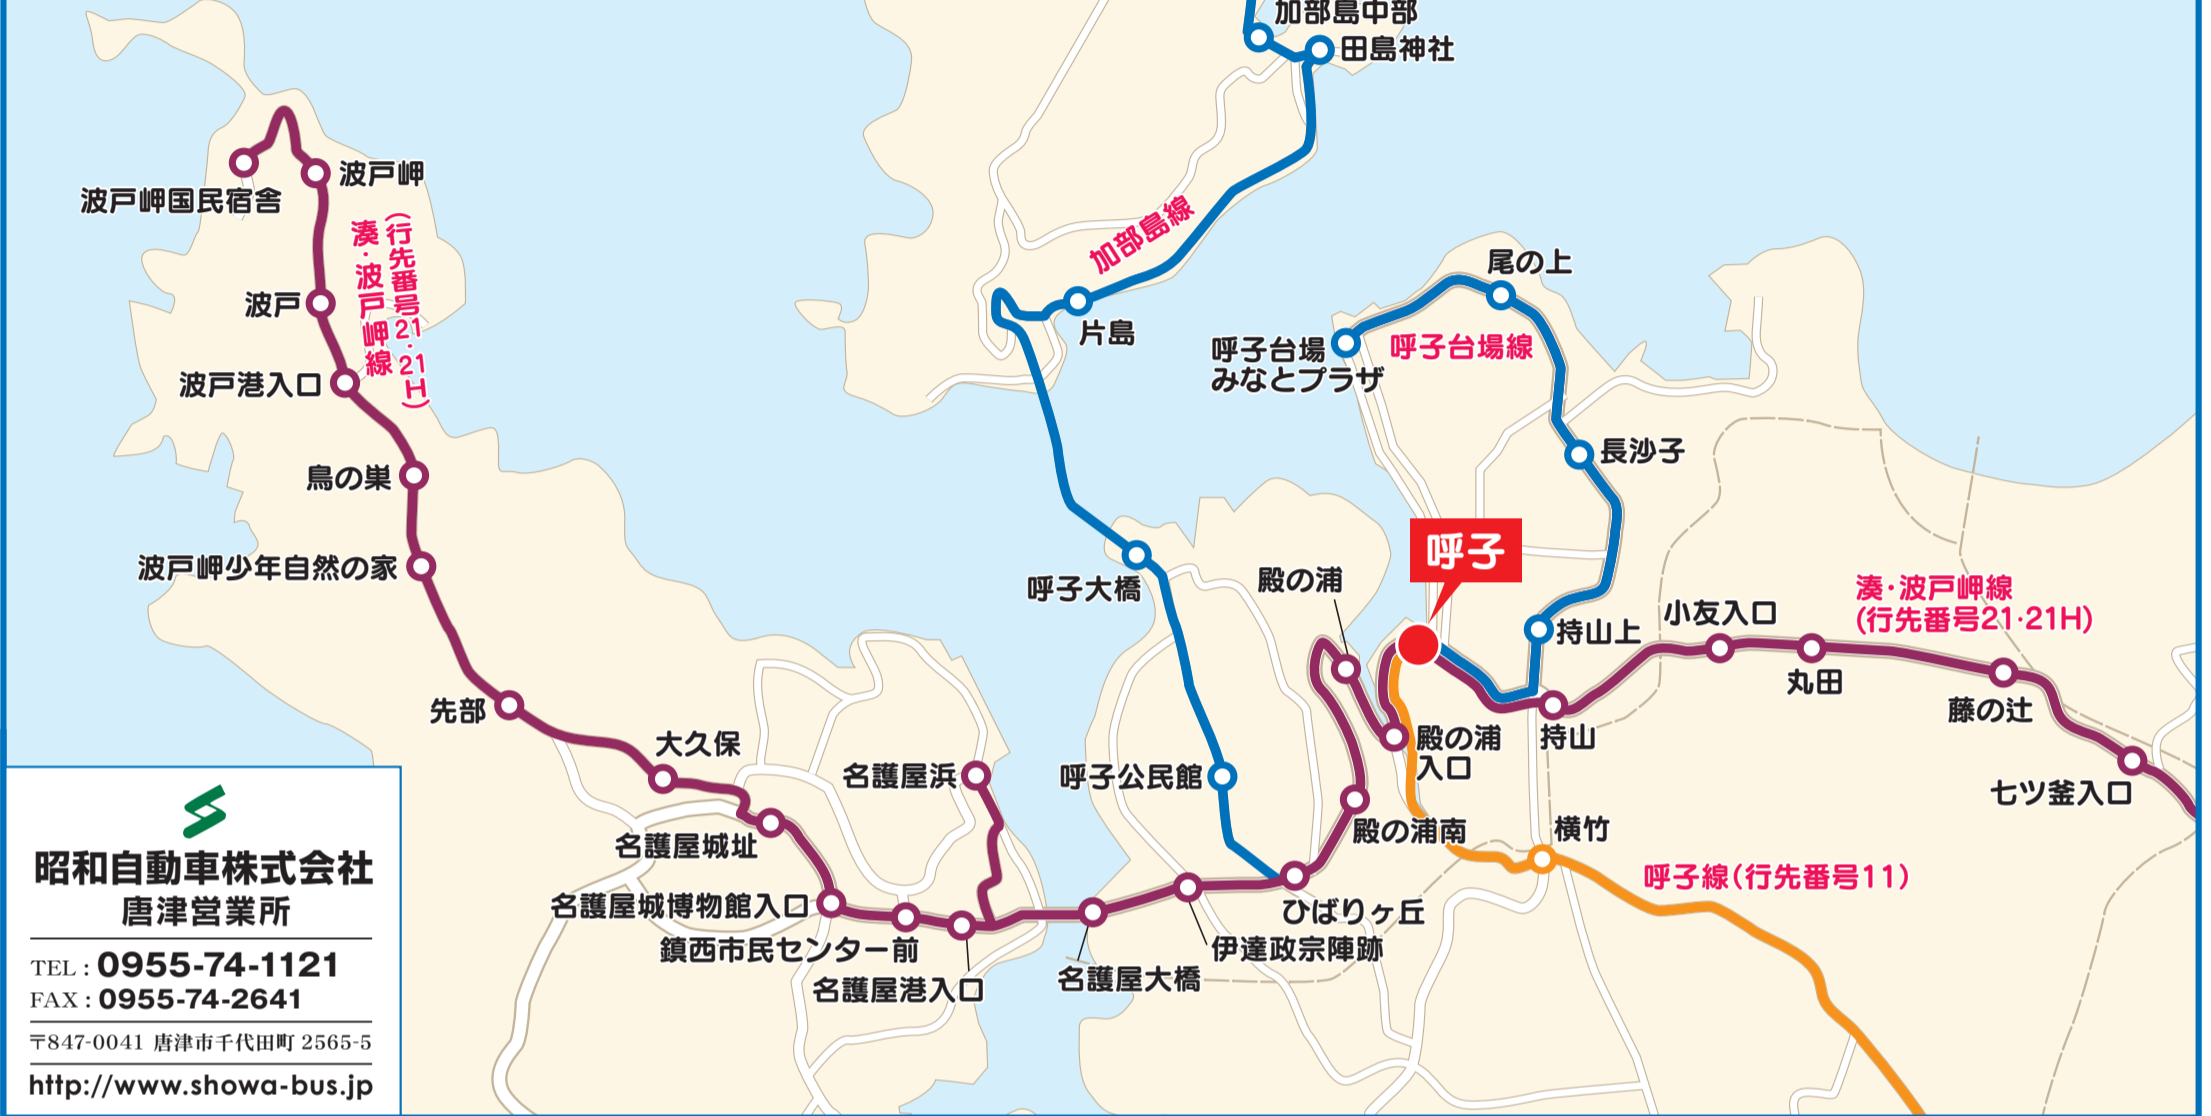 加部島中部
田島神社
波戸岬
波戸岬国民宿舎
湊・波戸岬線
(行先番号21・21H)
加部島線
波戸
片島
尾の上
呼子台場
みなとプラザ
呼子台場線
波戸港入口
鳥の巣
長沙子
波戸岬少年自然の家
呼子大橋
殿の浦
呼子
持山上
小友入口
湊・波戸岬線
(行先番号21・21H)
丸田
藤の辻
先部
大久保
名護屋浜
呼子公民館
殿の浦
入口
持山
七ツ釜入口
名護屋城址
殿の浦南
横竹
呼子線(行先番号11)
名護屋城博物館入口
鎮西市民センター前
名護屋港入口
名護屋大橋
伊達政宗陣跡
ひばりヶ丘
昭和自動車株式会社
唐津営業所
TEL : 0955-74-1121
FAX : 0955-74-2641
〒847-0041 唐津市千代田町 2565-5
http://www.showa-bus.jp